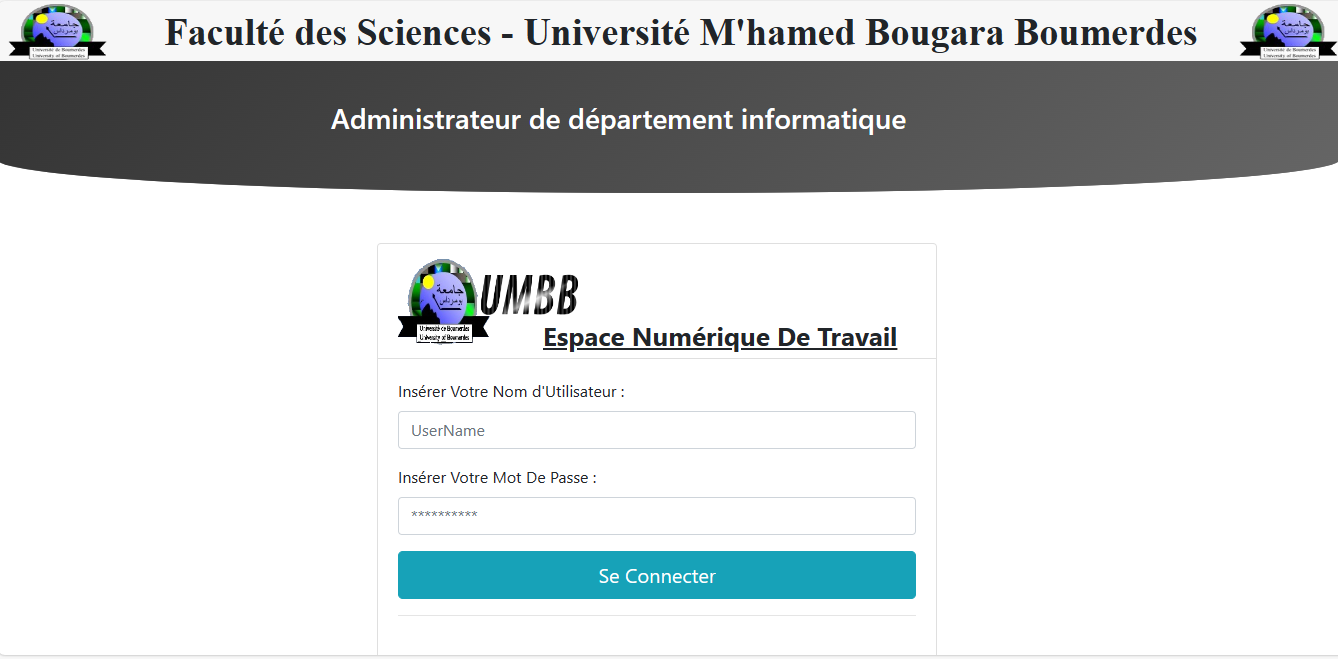 جامعة
بومرداس
Université de Boumerdes
University of Boumerdes
Faculté des Sciences - Université M'hamed Bougara Boumerdes
جامعة
بومرداس
Université de Boumerdes
University of Boumerdes
Administrateur de département informatique
جامعة
بومرداس
Université de Boumerdes
University of Boumerdes
UMBB
Espace Numérique De Travail
Insérer Votre Nom d'Utilisateur :
UserName
Insérer Votre Mot De Passe :
**********
Se Connecter